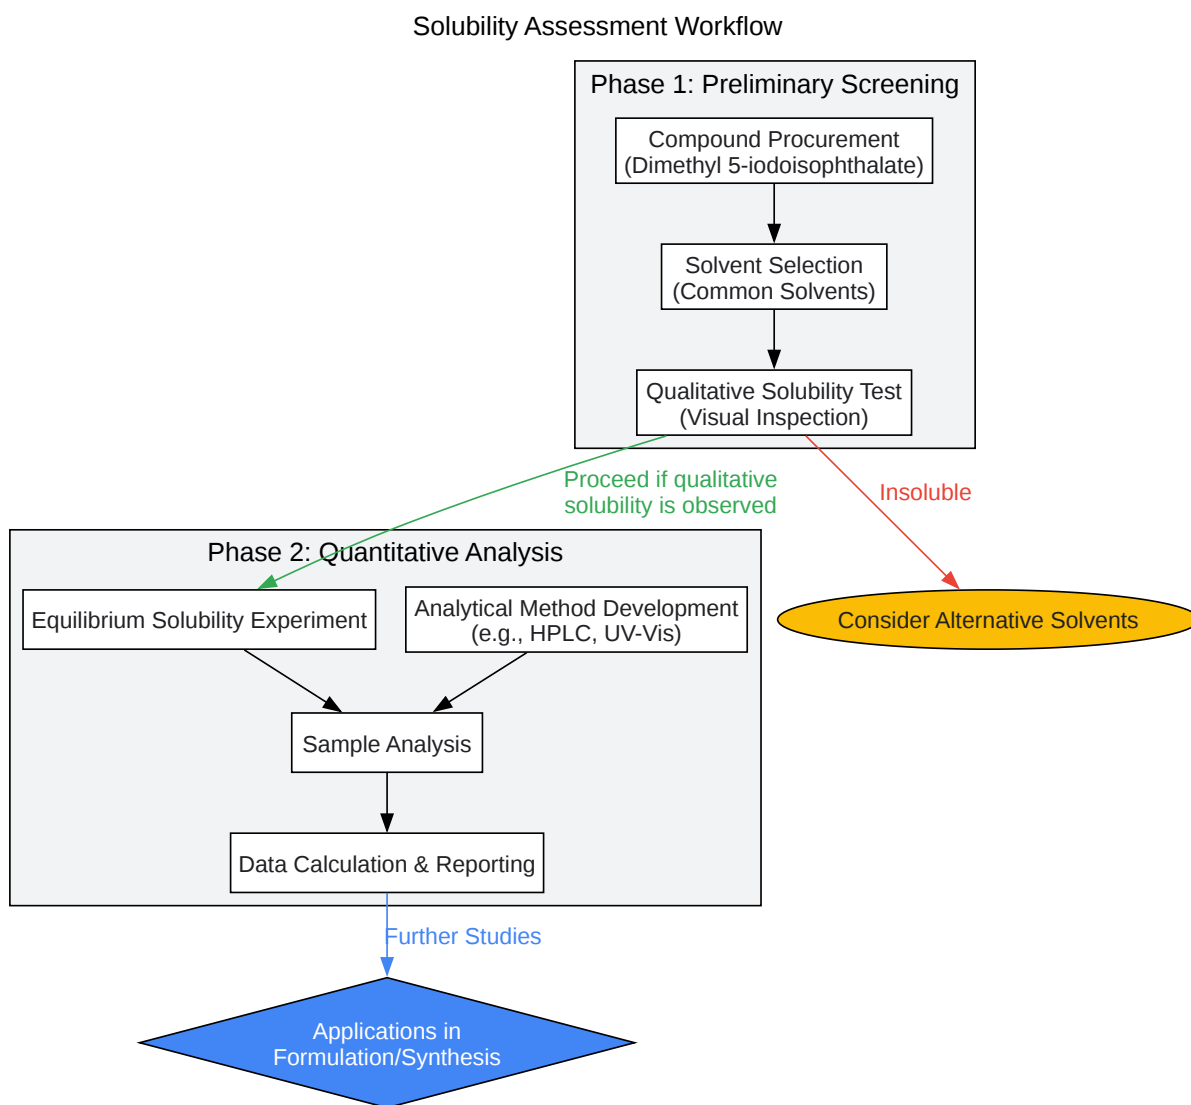 Solubility Assessment Workflow
Phase 1: Preliminary Screening
Compound Procurement
(Dimethyl 5-iodoisophthalate)
Solvent Selection
(Common Solvents)
Qualitative Solubility Test
(Visual Inspection)
Proceed if qualitative
solubility is observed
Insoluble
Phase 2: Quantitative Analysis
Equilibrium Solubility Experiment
Analytical Method Development
(e.g., HPLC, UV-Vis)
Consider Alternative Solvents
Sample Analysis
Data Calculation & Reporting
Further Studies
Applications in
Formulation/Synthesis